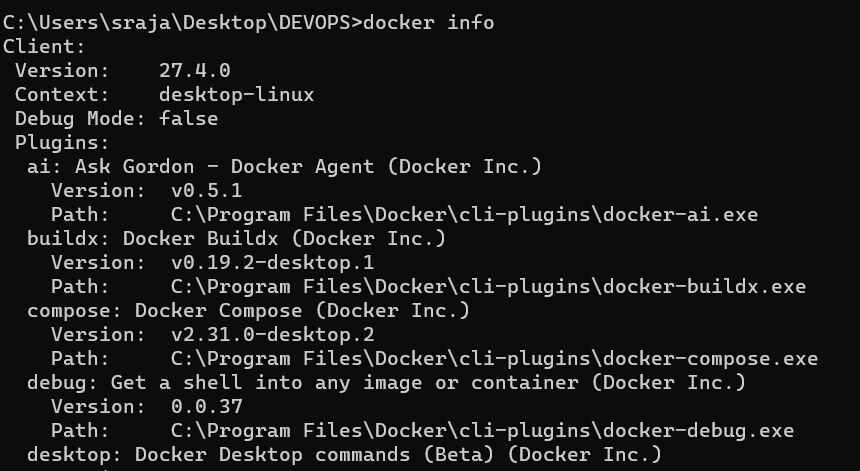 C:\Users\sraja\Desktop\DEVOPS>docker info
Client:
 Version:    27.4.0
 Context:    desktop-linux
 Debug Mode: false
 Plugins:
  ai: Ask Gordon - Docker Agent (Docker Inc.)
    Version:  v0.5.1
    Path:     C:\Program Files\Docker\cli-plugins\docker-ai.exe
  buildx: Docker Buildx (Docker Inc.)
    Version:  v0.19.2-desktop.1
    Path:     C:\Program Files\Docker\cli-plugins\docker-buildx.exe
  compose: Docker Compose (Docker Inc.)
    Version:  v2.31.0-desktop.2
    Path:     C:\Program Files\Docker\cli-plugins\docker-compose.exe
  debug: Get a shell into any image or container (Docker Inc.)
    Version:  0.0.37
    Path:     C:\Program Files\Docker\cli-plugins\docker-debug.exe
  desktop: Docker Desktop commands (Beta) (Docker Inc.)